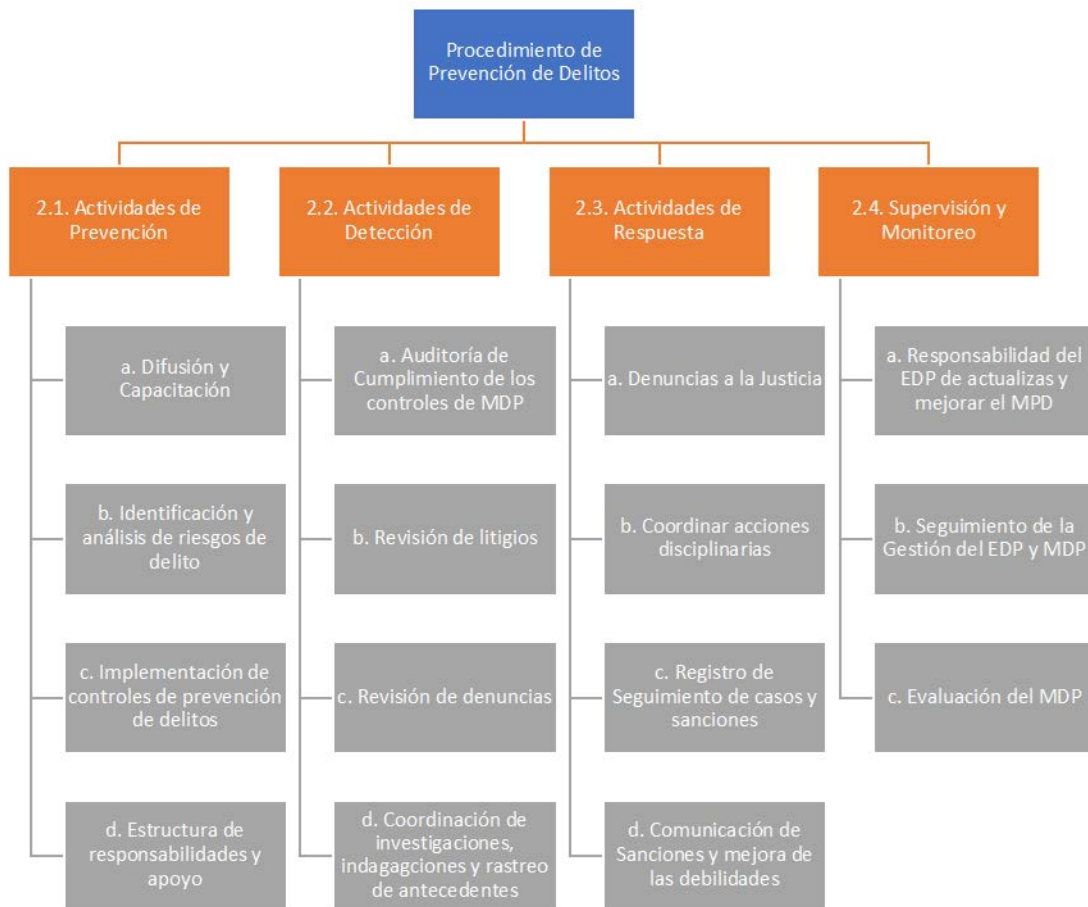 Procedimiento de
Prevención de Delitos
2.1. Actividades de
Prevención
a. Difusión y
Capacitación
b. Identificación y
análisis de riesgos de
delito
c. Implementación de
controles de prevención
de delitos
d. Estructura de
responsabilidades y
apoyo
2.2. Actividades de
Detección
a. Auditoría de
Cumplimiento de los
controles de MDP
b. Revisión de litigios
c. Revisión de denuncias
d. Coordinación de
investigaciones,
indagagciones y rastreo
de antecedentes
2.3. Actividades de
Respuesta
a. Denuncias a la Justicia
b. Coordinar acciones
disciplinarias
c. Registro de
Seguimiento de casos y
sanciones
d. Comunicación de
Sanciones y mejora de
las debilidades
2.4. Supervisión y
Monitoreo
a. Responsabilidad del
EDP de actualizas y
mejorar el MPD
b. Seguimiento de la
Gestión del EDP y MDP
c. Evaluación del MDP